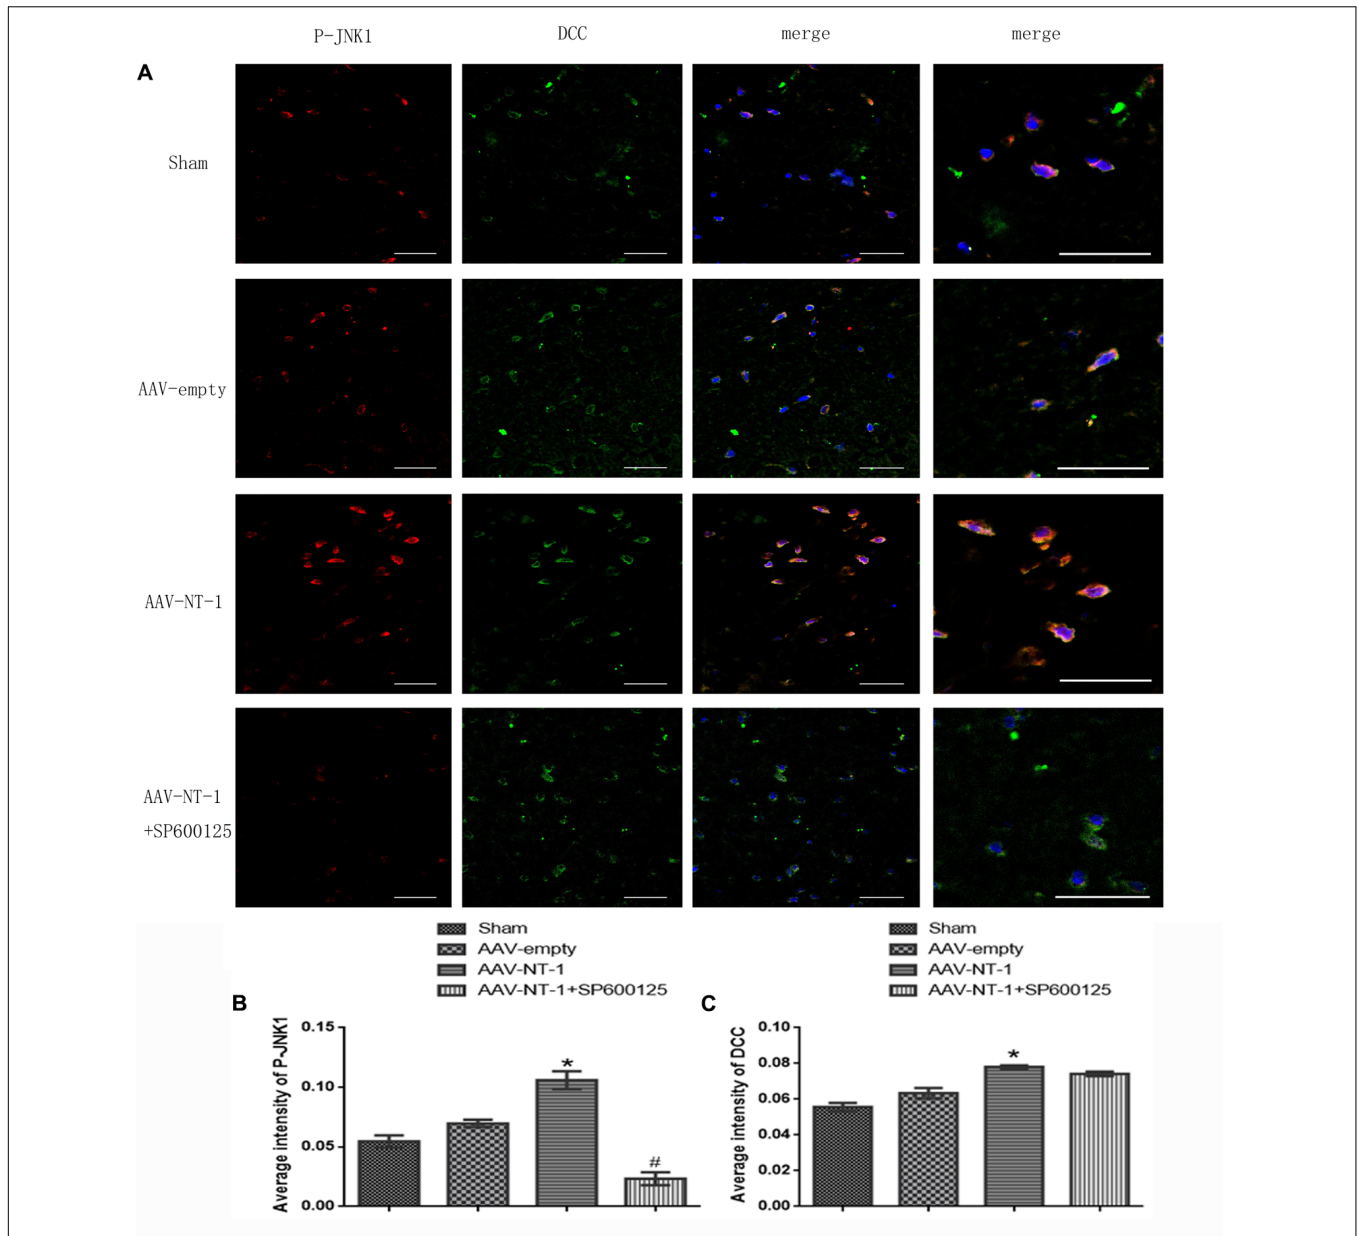 P-JNK1 DCC merge merge
A
Sham
AAV-empty
AAV-NT-1
AAV-NT-1
+SP600125
Sham
AAV-empty
AAV-NT-1
AAV-NT-1+SP600125
B
Average intensity of P-JNK1
0.15
0.10
0.05
0.00
*
#
Sham
AAV-empty
AAV-NT-1
AAV-NT-1+SP600125
C
Average intensity of DCC
0.10
0.08
0.06
0.04
0.02
0.00
*